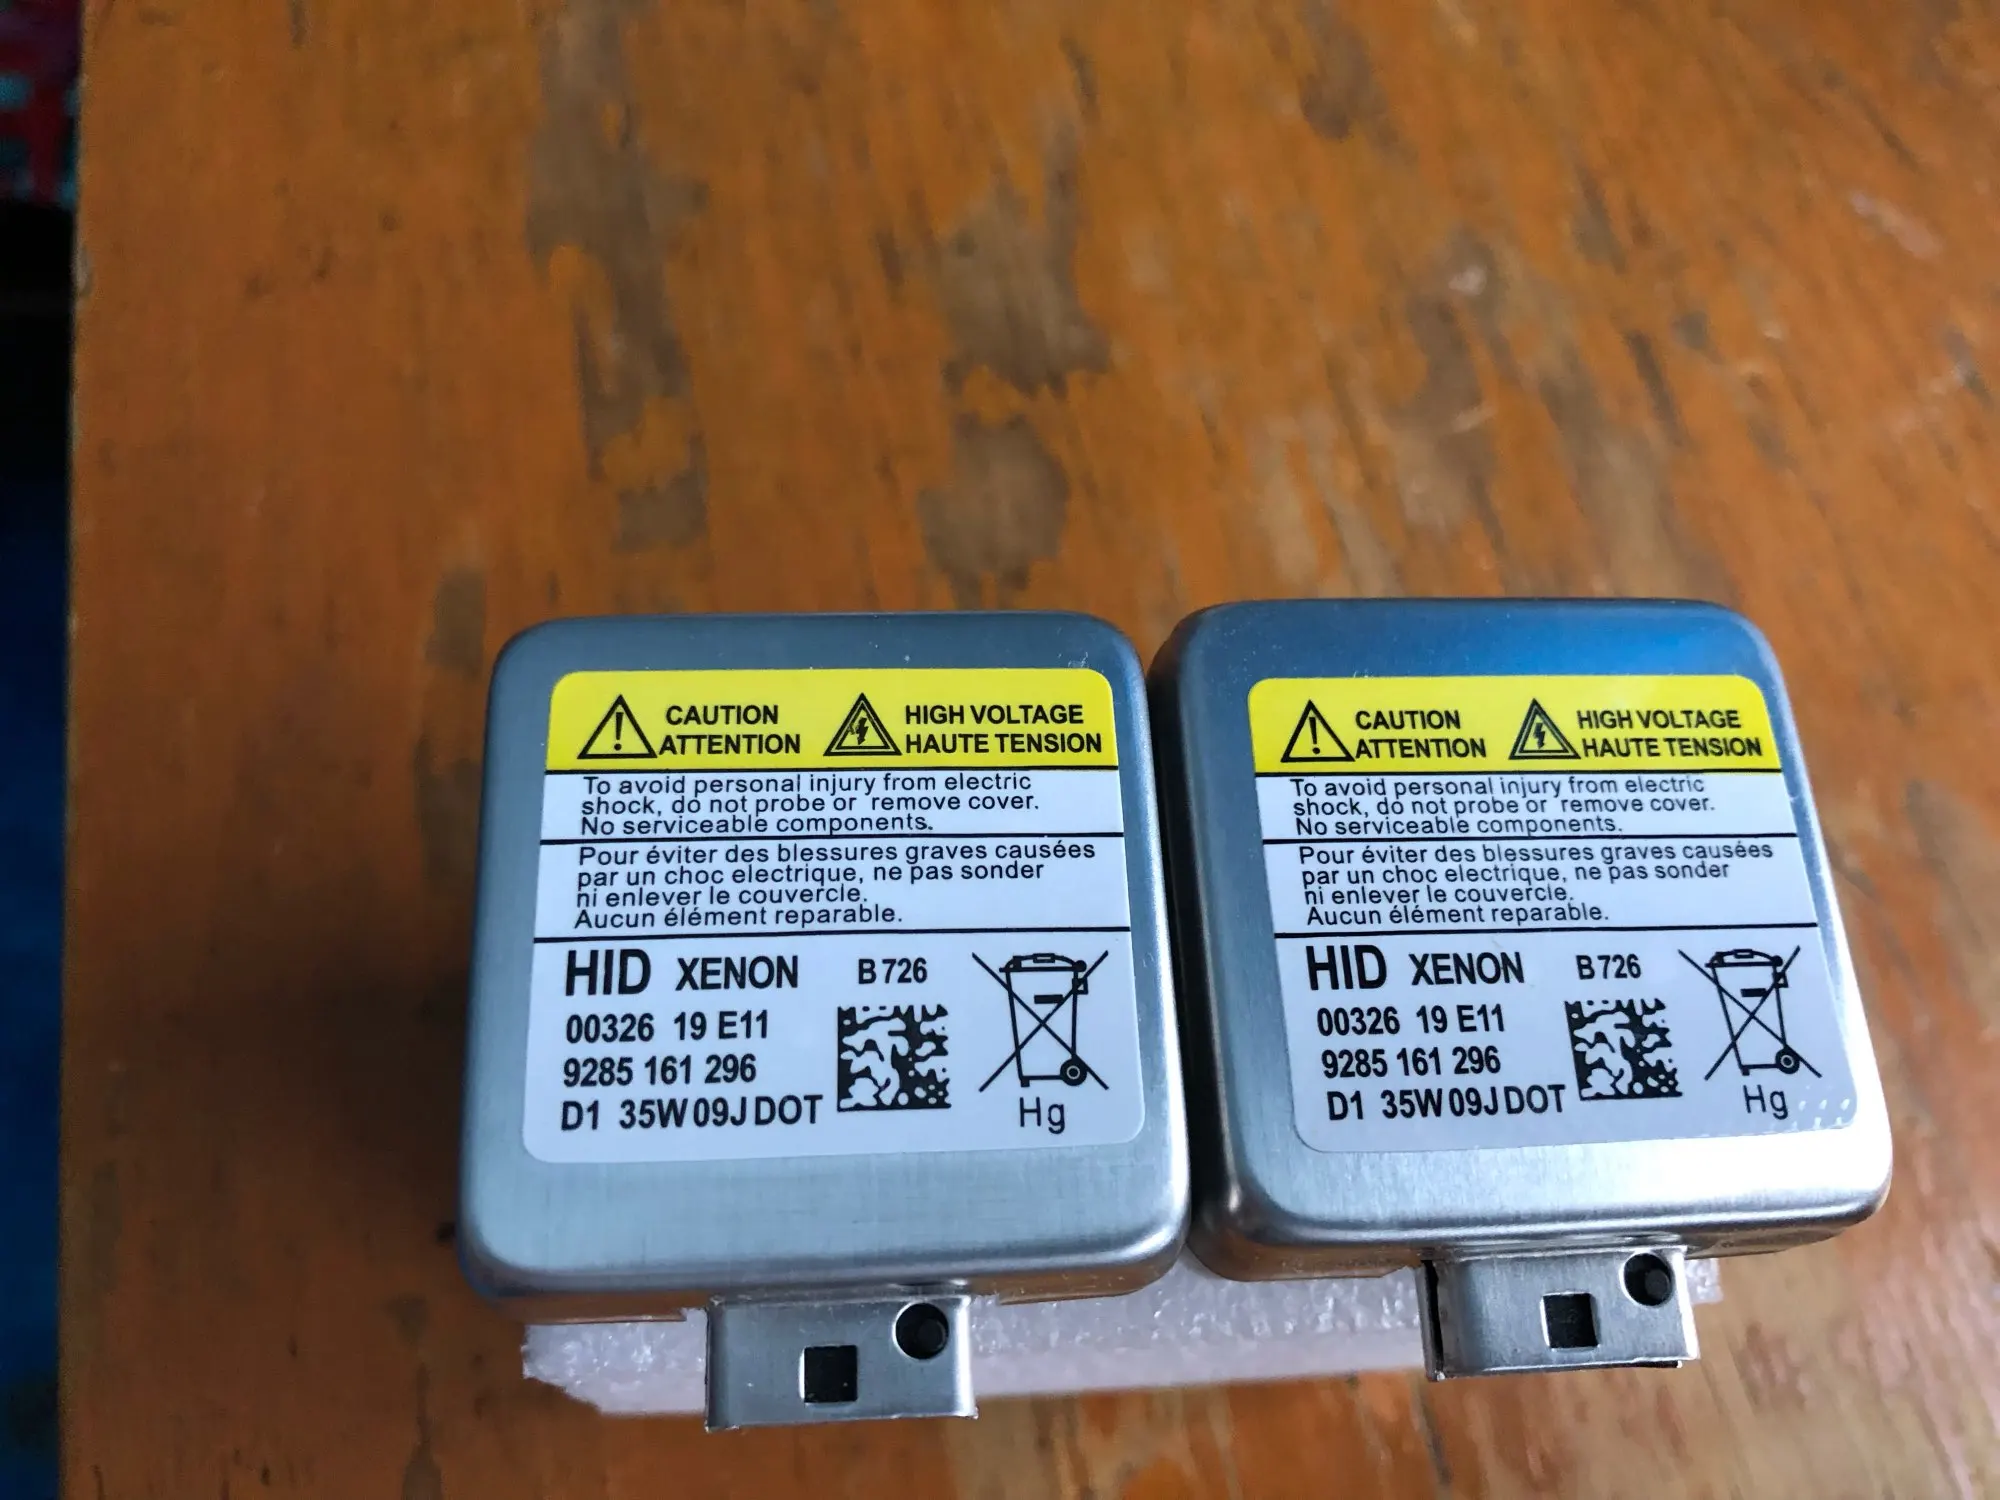 CAUTION
ATTENTION
HIGH VOLTAGE
HAUTE TENSION
To avoid personal injury from electric
shock, do not probe or remove cover.
No serviceable components.
Pour éviter des blessures graves causées
par un choc electrique, ne pas sonder
ni enlever le couvercle.
Aucun élément reparable.
HID XENON B726
00326 19 E11
9285 161 296
D1 35W 09J DOT
Hg
CAUTION
ATTENTION
HIGH VOLTAGE
HAUTE TENSION
To avoid personal injury from electric
shock, do not probe or remove cover.
No serviceable components.
Pour éviter des blessures graves causées
par un choc electrique, ne pas sonder
ni enlever le couvercle.
Aucun élément reparable.
HID XENON B726
00326 19 E11
9285 161 296
D1 35W 09J DOT
Hg